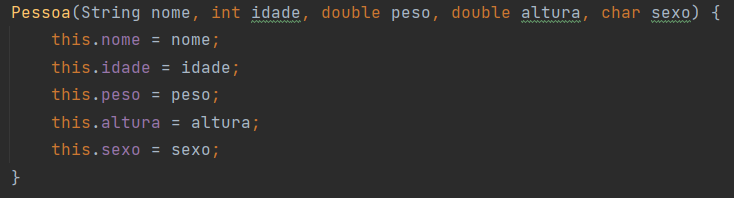 Pessoa(String nome, int idade, double peso, double altura, char sexo) {
    this.nome = nome;
    this.idade = idade;
    this.peso = peso;
    this.altura = altura;
    this.sexo = sexo;
}